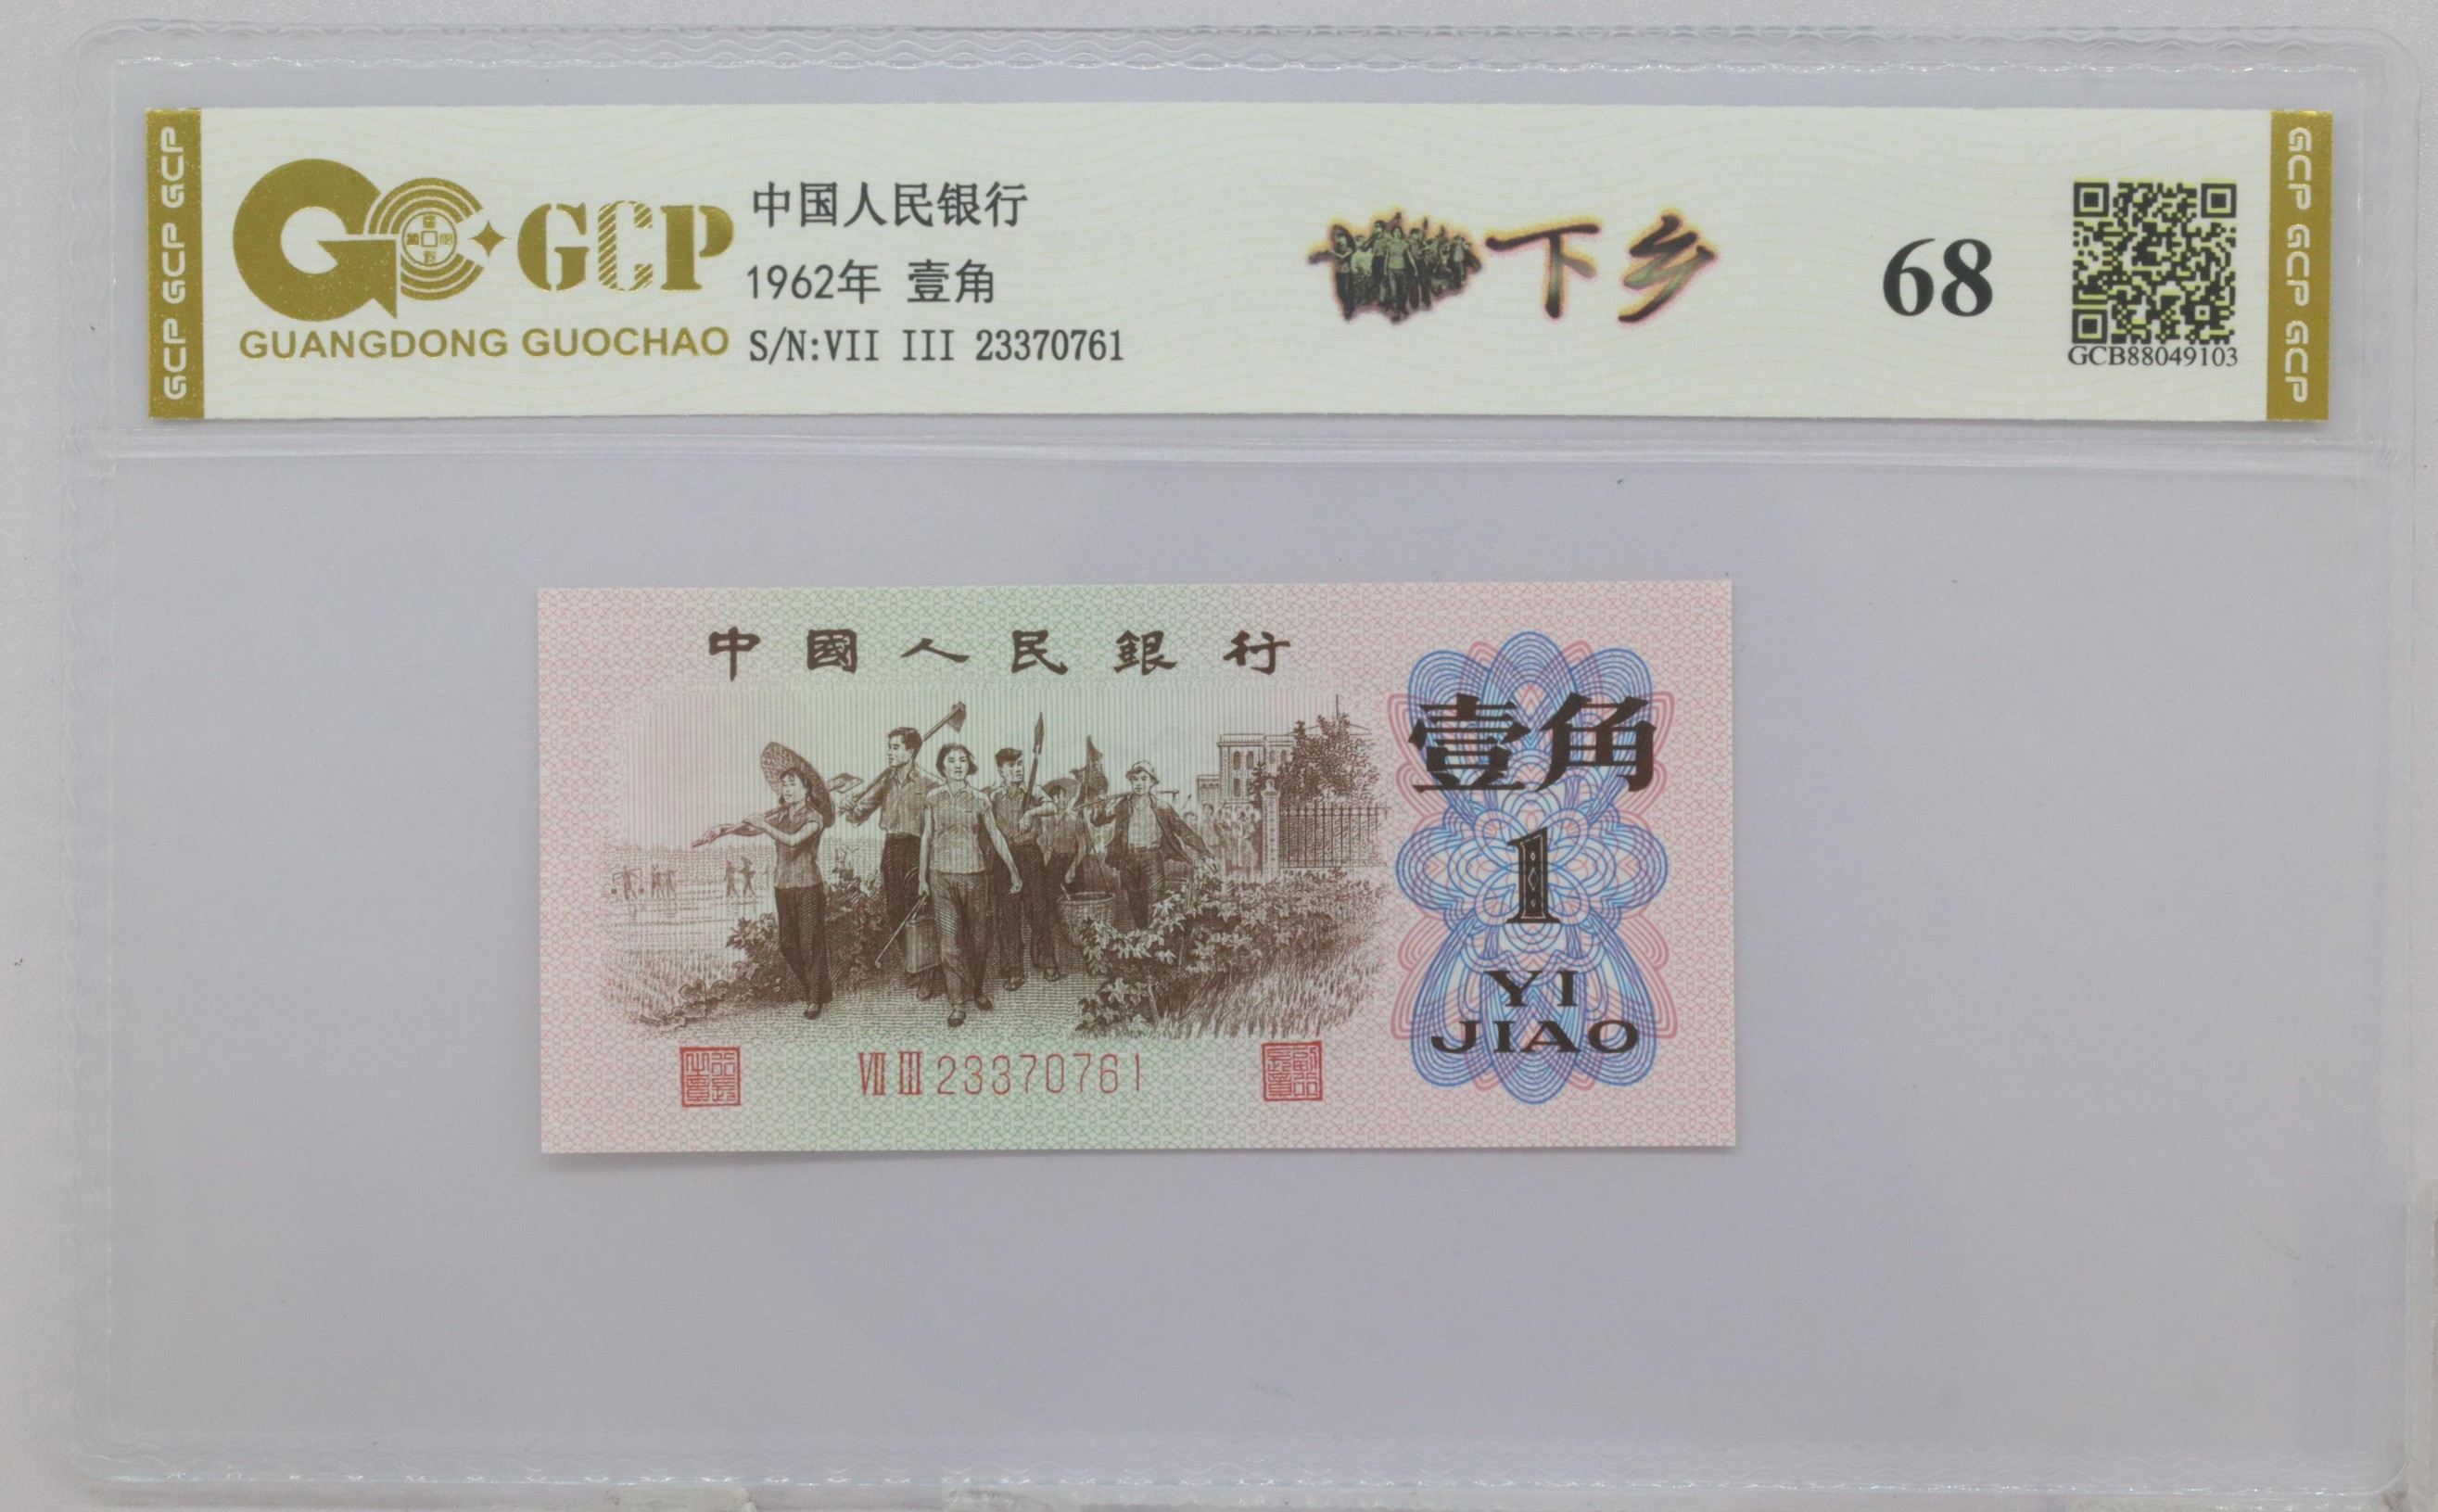 GCP GCP GCP
GCP
GUANGDONG GUOCHAO
中国人民银行
1962年 壹角
S/N:VII III 23370761
下乡
68
GCB88049103
GCP GCP GCP
中國人民銀行
壹角
1
YI
JIAO
VII III 23370761